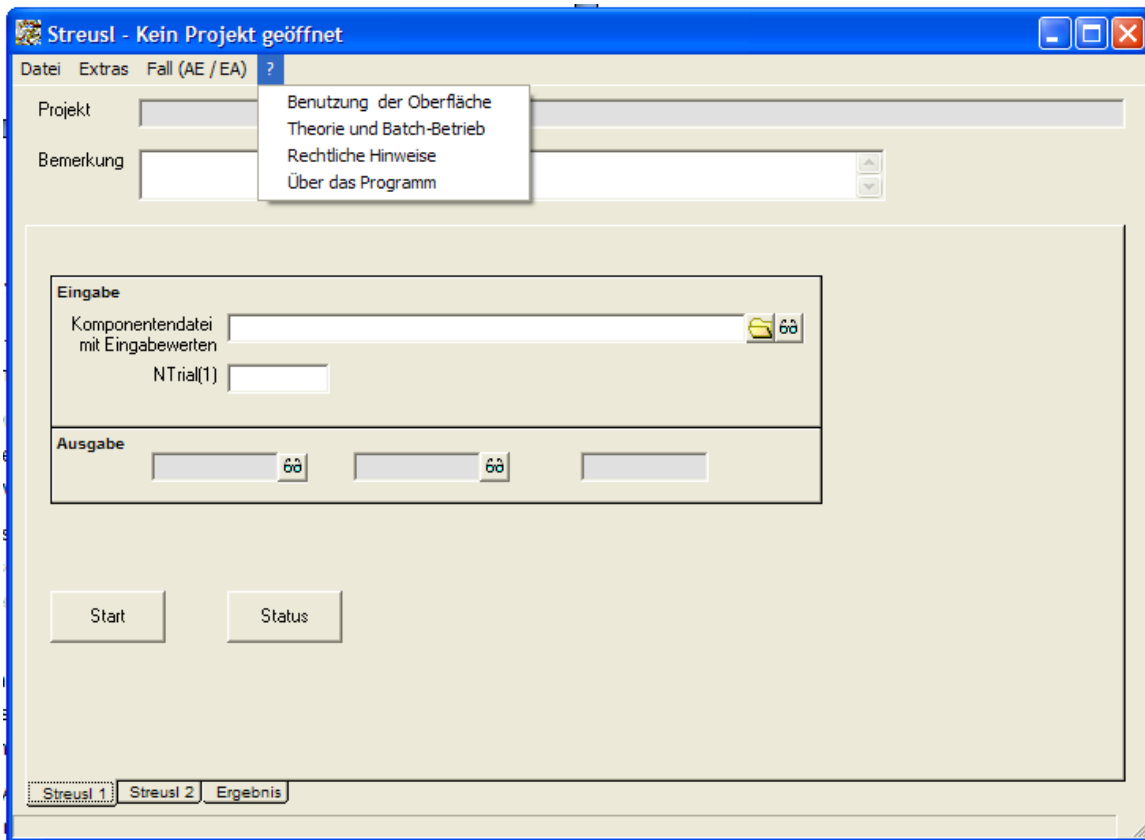 Streusl - Kein Projekt geöffnet
Datei Extras Fall (AE / EA) ?
Benutzung der Oberfläche
Theorie und Batch-Betrieb
Rechtliche Hinweise
Über das Programm
Projekt
Bemerkung
Eingabe
Komponentendatei
mit Eingabewerten
NTrial(1)
Ausgabe
Start Status
Streusl 1 Streusl 2 Ergebnis